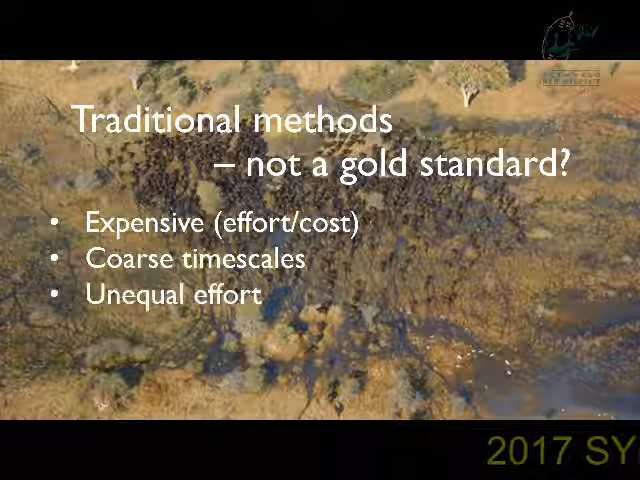 Traditional methods
– not a gold standard?
• Expensive (effort/cost)
• Coarse timescales
• Unequal effort
2017 SY